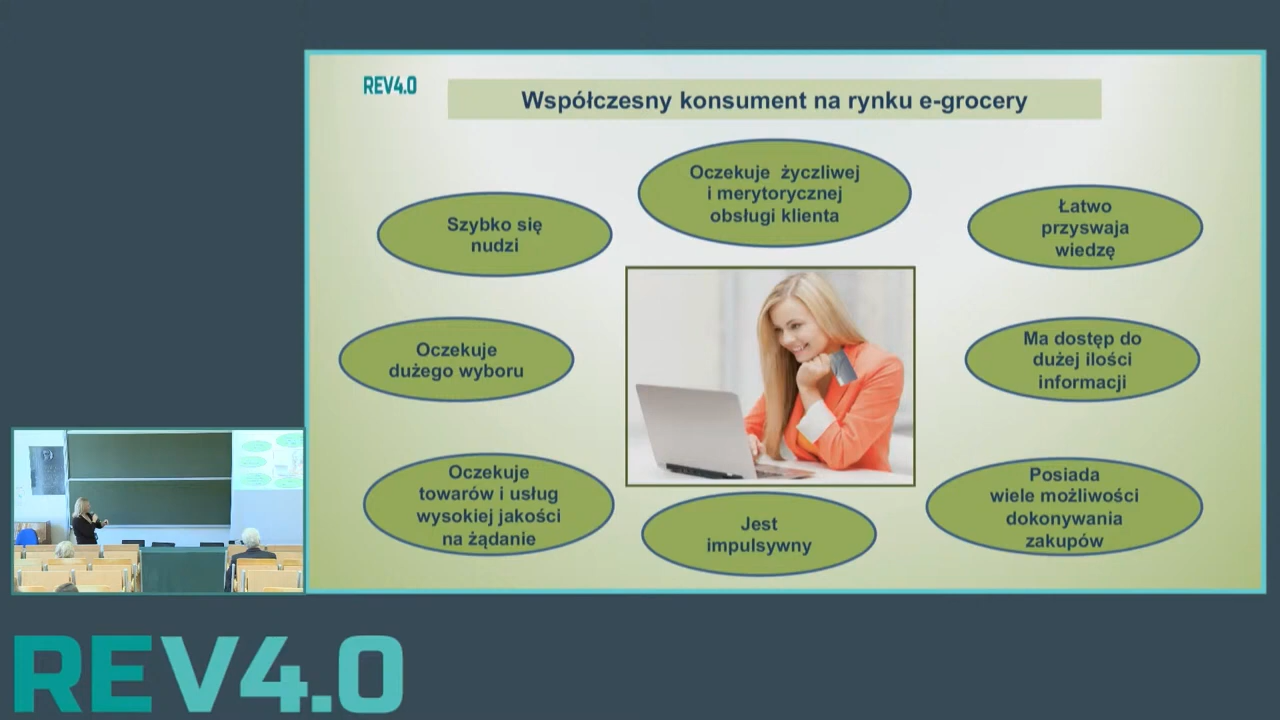 REV4.0
Współczesny konsument na rynku e-grocery
Oczekuje życzliwej
i merytorycznej
obsługi klienta
Szybko się
nudzi
Łatwo
przyswaja
wiedzę
Oczekuje
dużego wyboru
Ma dostęp do
dużej ilości
informacji
Oczekuje
towarów i usług
wysokiej jakości
na żądanie
Jest
impulsywny
Posiada
wiele możliwości
dokonywania
zakupów
REV4.0